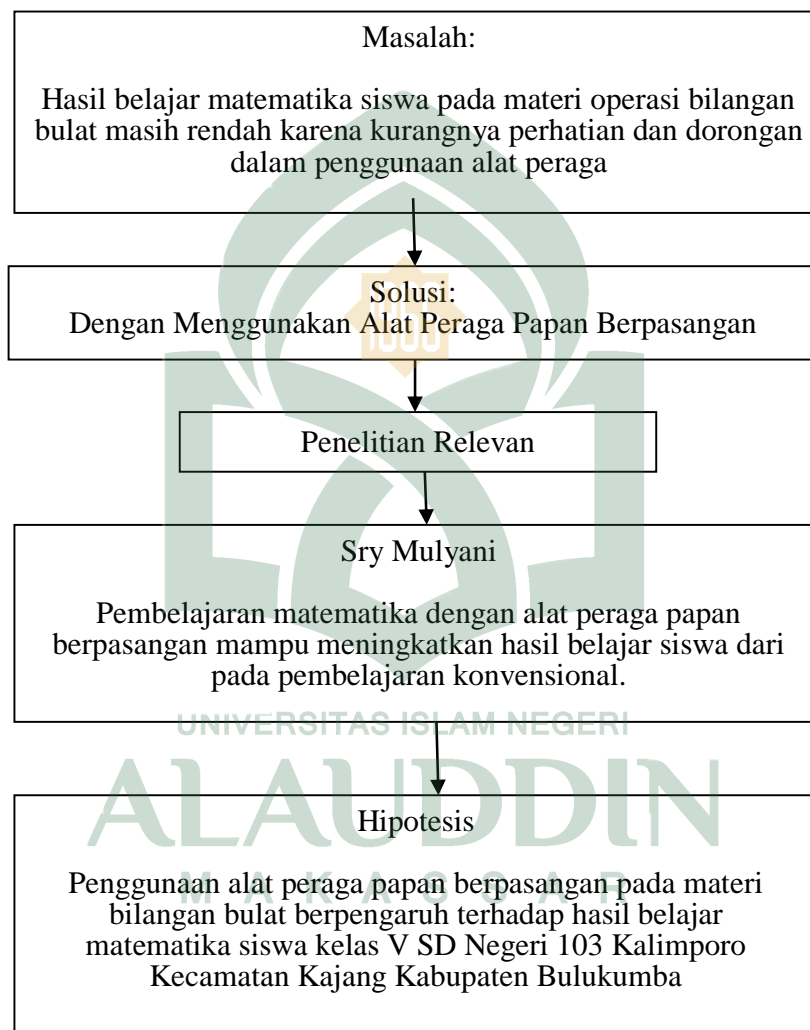 Masalah:
Hasil belajar matematika siswa pada materi operasi bilangan
bulat masih rendah karena kurangnya perhatian dan dorongan
dalam penggunaan alat peraga
Solusi:
Dengan Menggunakan Alat Peraga Papan Berpasangan
Penelitian Relevan
Sry Mulyani
Pembelajaran matematika dengan alat peraga papan
berpasangan mampu meningkatkan hasil belajar siswa dari
pada pembelajaran konvensional.
UNIVERSITAS ISLAM NEGERI
ALAUDDIN
Hipotesis
Penggunaan alat peraga papan berpasangan pada materi
MAKASSAR
bilangan bulat berpengaruh terhadap hasil belajar
matematika siswa kelas V SD Negeri 103 Kalimporo
Kecamatan Kajang Kabupaten Bulukumba